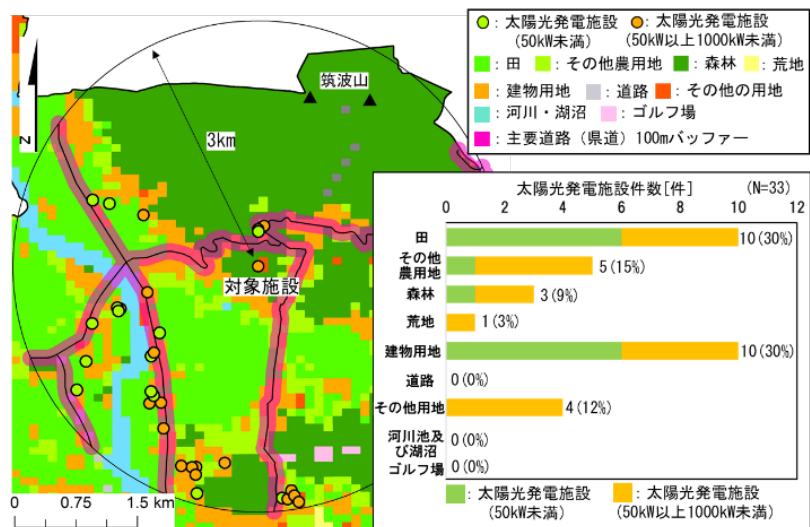 ○：太陽光発電施設
(50kW未満)
○：太陽光発電施設
(50kW以上1000kW未満)
■：田 ■：その他農用地 ■：森林 ■：荒地
■：建物用地 ■：道路 ■：その他の用地
■：河川・湖沼 ■：ゴルフ場
■：主要道路（県道）100mバッファー
筑波山
3km
N
対象施設
0 0.75 1.5 km
太陽光発電施設件数[件] (N=33)
0 2 4 6 8 10 12
田 10(30%)
その他
農用地 5(15%)
森林 3(9%)
荒地 1(3%)
建物用地 10(30%)
道路 0(0%)
その他用地 4(12%)
河川池及
び湖沼 0(0%)
ゴルフ場 0(0%)
■：太陽光発電施設
(50kW未満)
■：太陽光発電施設
(50kW以上1000kW未満)